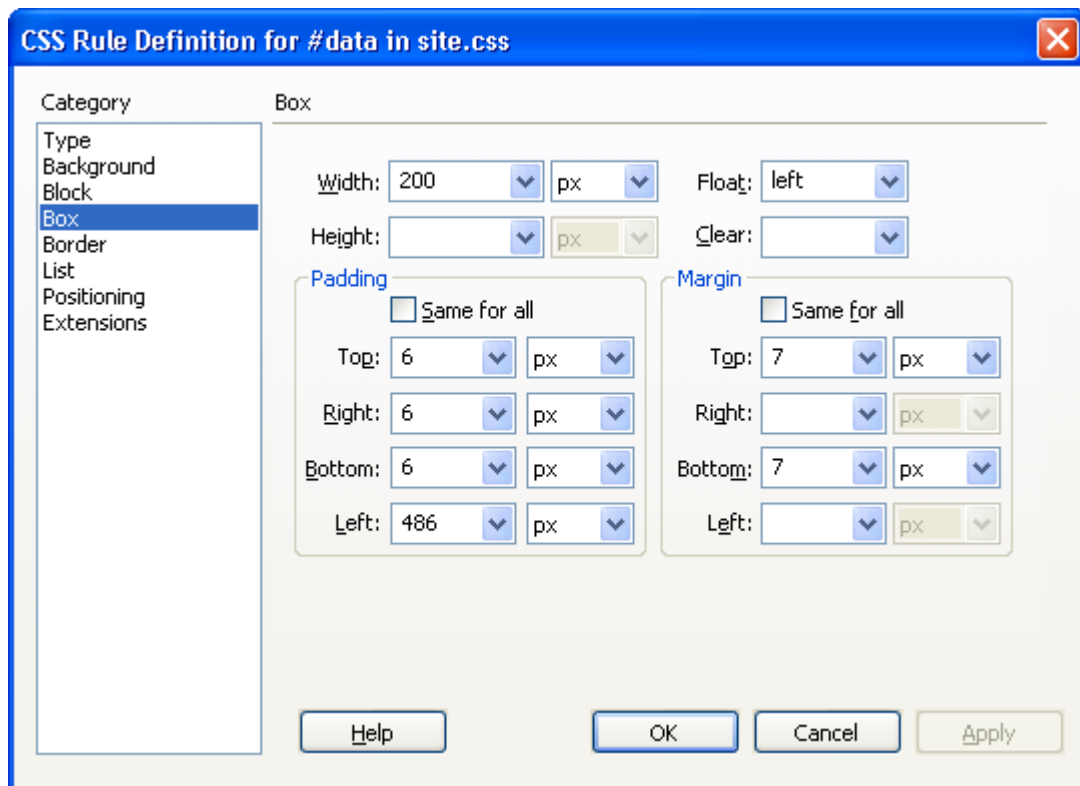 CSS Rule Definition for #data in site.css
Category
Type
Background
Block
Box
Border
List
Positioning
Extensions
Box
Width: 200 px Float: left
Height: px Clear:
Padding Margin
Same for all Same for all
Top: 6 px Top: 7 px
Right: 6 px Right: px
Bottom: 6 px Bottom: 7 px
Left: 486 px Left: px
Help OK Cancel Apply